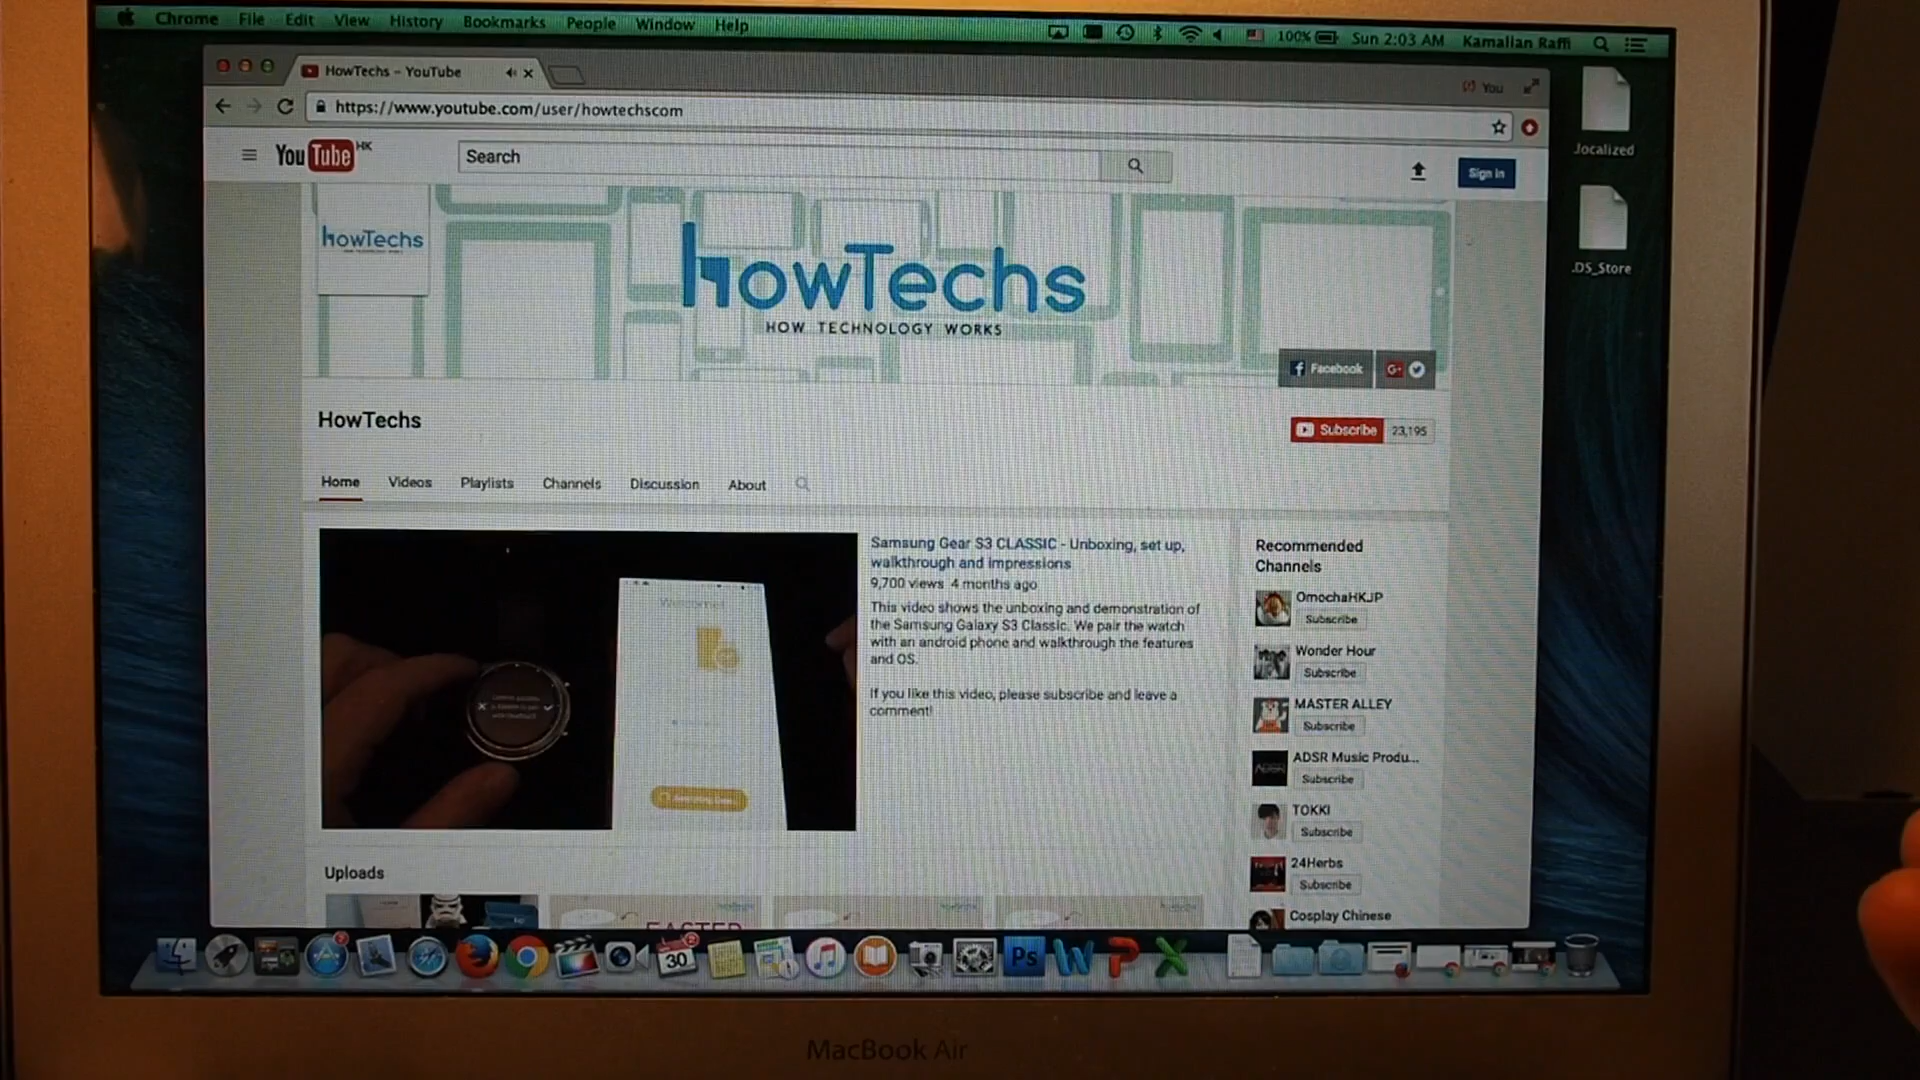 Chrome File Edit View History Bookmarks People Window Help 100% Sun 2:03 AM Kamalian Raffi
HowTechs - YouTube
You
https://www.youtube.com/user/howtechscom
YouTube HK
Search
Sign in
Jocalized
.DS_Store
howTechs
howTechs
HOW TECHNOLOGY WORKS
Facebook
G+
HowTechs
Subscribe 23,195
Home Videos Playlists Channels Discussion About
Samsung Gear S3 CLASSIC - Unboxing, set up,
walkthrough and impressions
9,700 views 4 months ago
This video shows the unboxing and demonstration of
the Samsung Galaxy S3 Classic. We pair the watch
with an android phone and walkthrough the features
and OS.
If you like this video, please subscribe and leave a
comment!
Welcome!
Recommended
Channels
OmochaHKJP
Subscribe
Wonder Hour
Subscribe
MASTER ALLEY
Subscribe
ADSR Music Produ...
Subscribe
TOKKI
Subscribe
24Herbs
Subscribe
Cosplay Chinese
Uploads
EASTER
30
Ps
MacBook Air